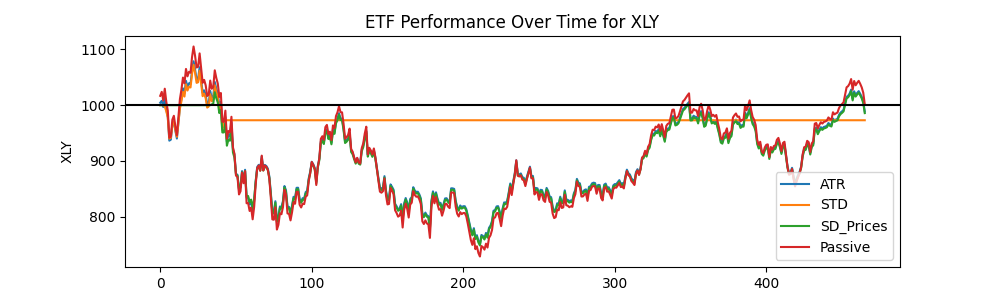 ETF Performance Over Time for XLY
1100
1000
900
800
XLY
0
100
200
300
400
ATR
STD
SD_Prices
Passive